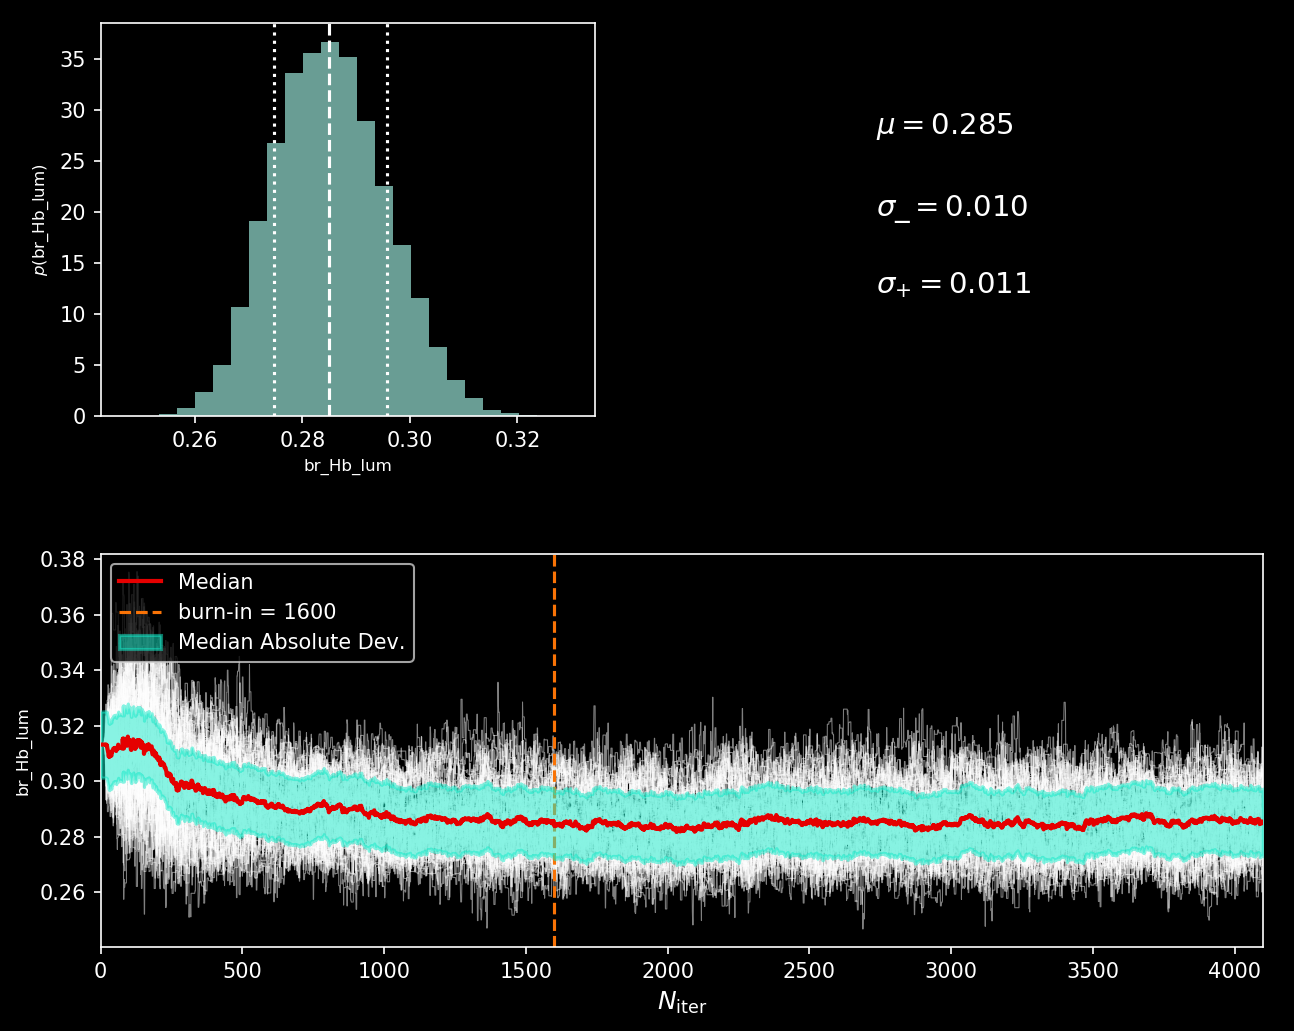 35
30
25
20
15
10
5
0
p(br_Hb_lum)
0.26 0.28 0.30 0.32
br_Hb_lum
μ = 0.285
σ_ = 0.010
σ+ = 0.011
0.38
0.36
0.34
0.32
0.30
0.28
0.26
br_Hb_lum
Median
burn-in = 1600
Median Absolute Dev.
0 500 1000 1500 2000 2500 3000 3500 4000
Niter